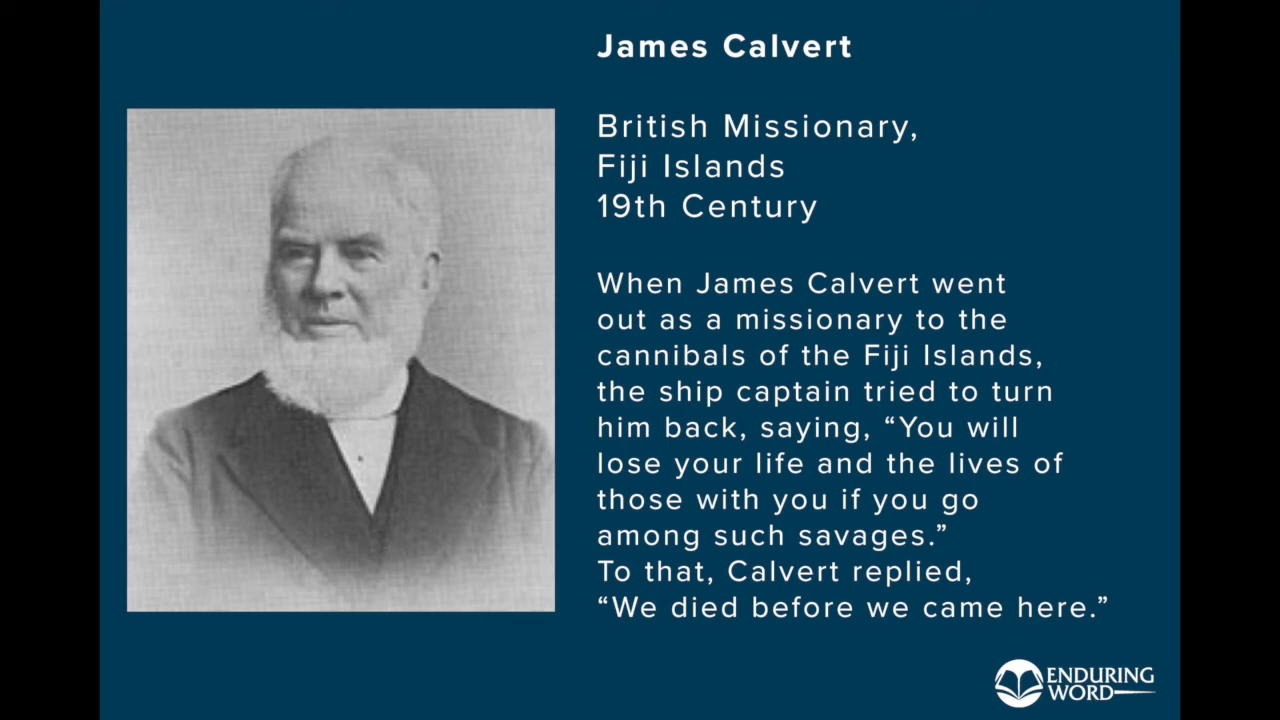 James Calvert
British Missionary,
Fiji Islands
19th Century
When James Calvert went
out as a missionary to the
cannibals of the Fiji Islands,
the ship captain tried to turn
him back, saying, “You will
lose your life and the lives of
those with you if you go
among such savages.”
To that, Calvert replied,
“We died before we came here.”
ENDURING
WORD